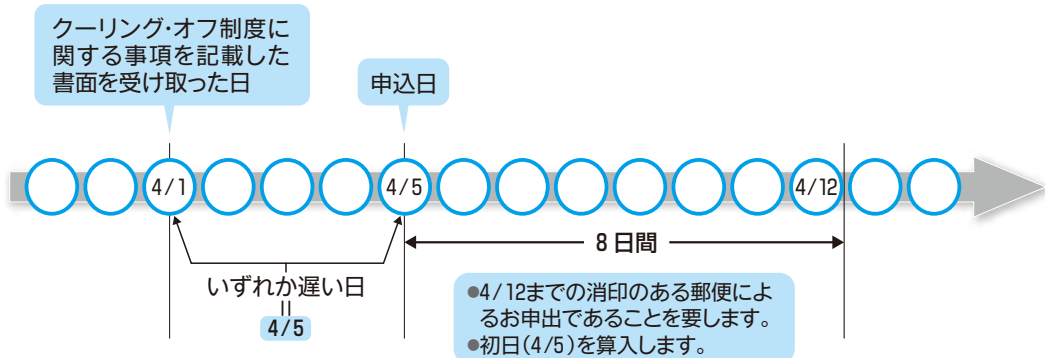 クーリング・オフ制度に
関する事項を記載した
書面を受け取った日
申込日
4/1
4/5
4/12
8日間
いずれか遅い日
=
4/5
●4/12までの消印のある郵便によ
るお申出であることを要します。
●初日(4/5)を算入します。